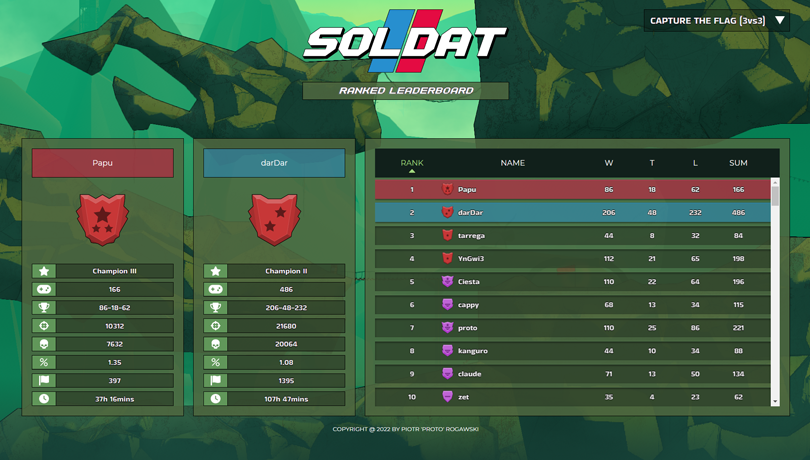 CAPTURE THE FLAG (3vs3)
SOLDAT
RANKED LEADERBOARD
Papu
Champion III
166
86-18-62
10312
7632
1.35
397
37h 16mins
darDar
Champion II
486
206-48-232
21680
20064
1.08
1395
107h 47mins
RANK NAME W T L SUM
1 Papu 86 18 62 166
2 darDar 206 48 232 486
3 tarrega 44 8 32 84
4 YnGwi3 112 21 65 198
5 Ciesta 110 22 64 196
6 cappy 68 13 34 115
7 proto 110 25 86 221
8 kanguro 44 10 34 88
9 claude 71 13 50 134
10 zet 35 4 23 62
COPYRIGHT @ 2022 BY PIOTR 'PROTO' ROGAWSKI